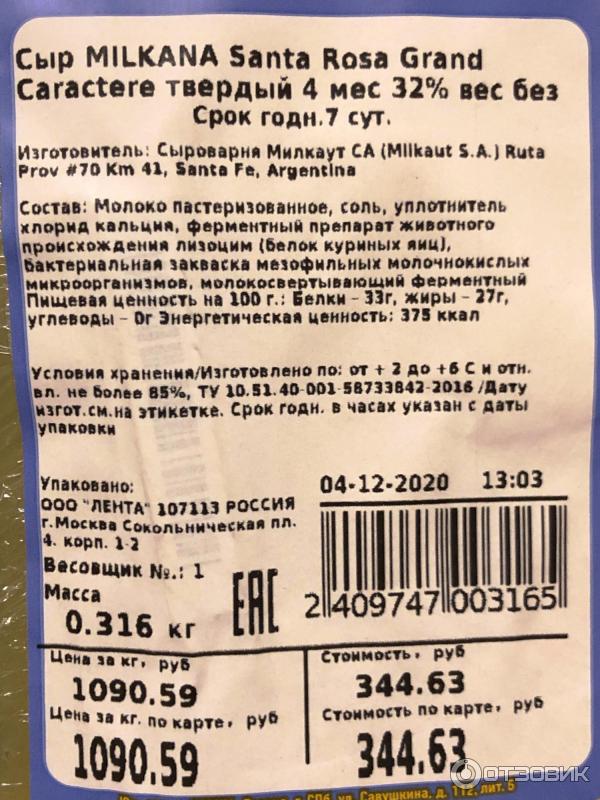 Сыр MILKANA Santa Rosa Grand
Caractere твердый 4 мес 32% вес без
Срок годн.7 сут.
Изготовитель: Сыроварня Милкаут СА (Milkaut S.A.) Ruta
Prov #70 Km 41, Santa Fe, Argentina
Состав: Молоко пастеризованное, соль, уплотнитель
хлорид кальция, ферментный препарат животного
происхождения лизоцим (белок куриных яиц),
бактериальная закваска мезофильных молочнокислых
микроорганизмов, молокосвертывающий ферментный
Пищевая ценность на 100 г.: Белки - 33г, жиры - 27г,
углеводы - 0г Энергетическая ценность: 375 ккал
Условия хранения/Изготовлено по: от + 2 до +6 С и отн.
вл. не более 85%, ТУ 10.51.40-001-58733842-2016 /Дату
изгот.см.на этикетке. Срок годн. в часах указан с даты
упаковки
Упаковано:
ООО "ЛЕНТА" 107113 РОССИЯ
г.Москва Сокольническая пл.
4. корп. 1-2
Весовщик №.: 1
Масса
0.316 кг
04-12-2020 13:03
EAC
2 409747 003165
Цена за кг, руб
1090.59
Стоимость, руб
344.63
Цена за кг. по карте, руб
1090.59
Стоимость по карте, руб
344.63
СПб, ул. Савушкина, д. 112, лит. Б
ОТЗОВИК